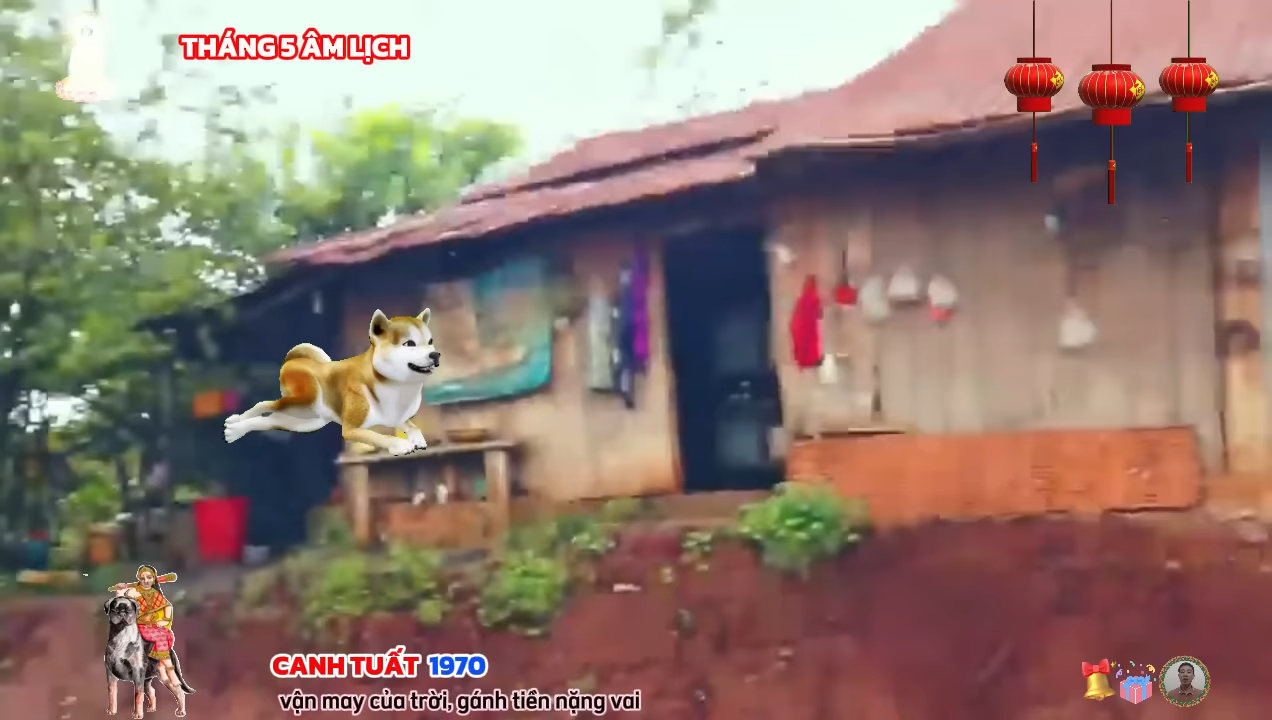 THÁNG 5 ÂM LỊCH
CANH TUẤT 1970
vận may của trời, gánh tiền nặng vai